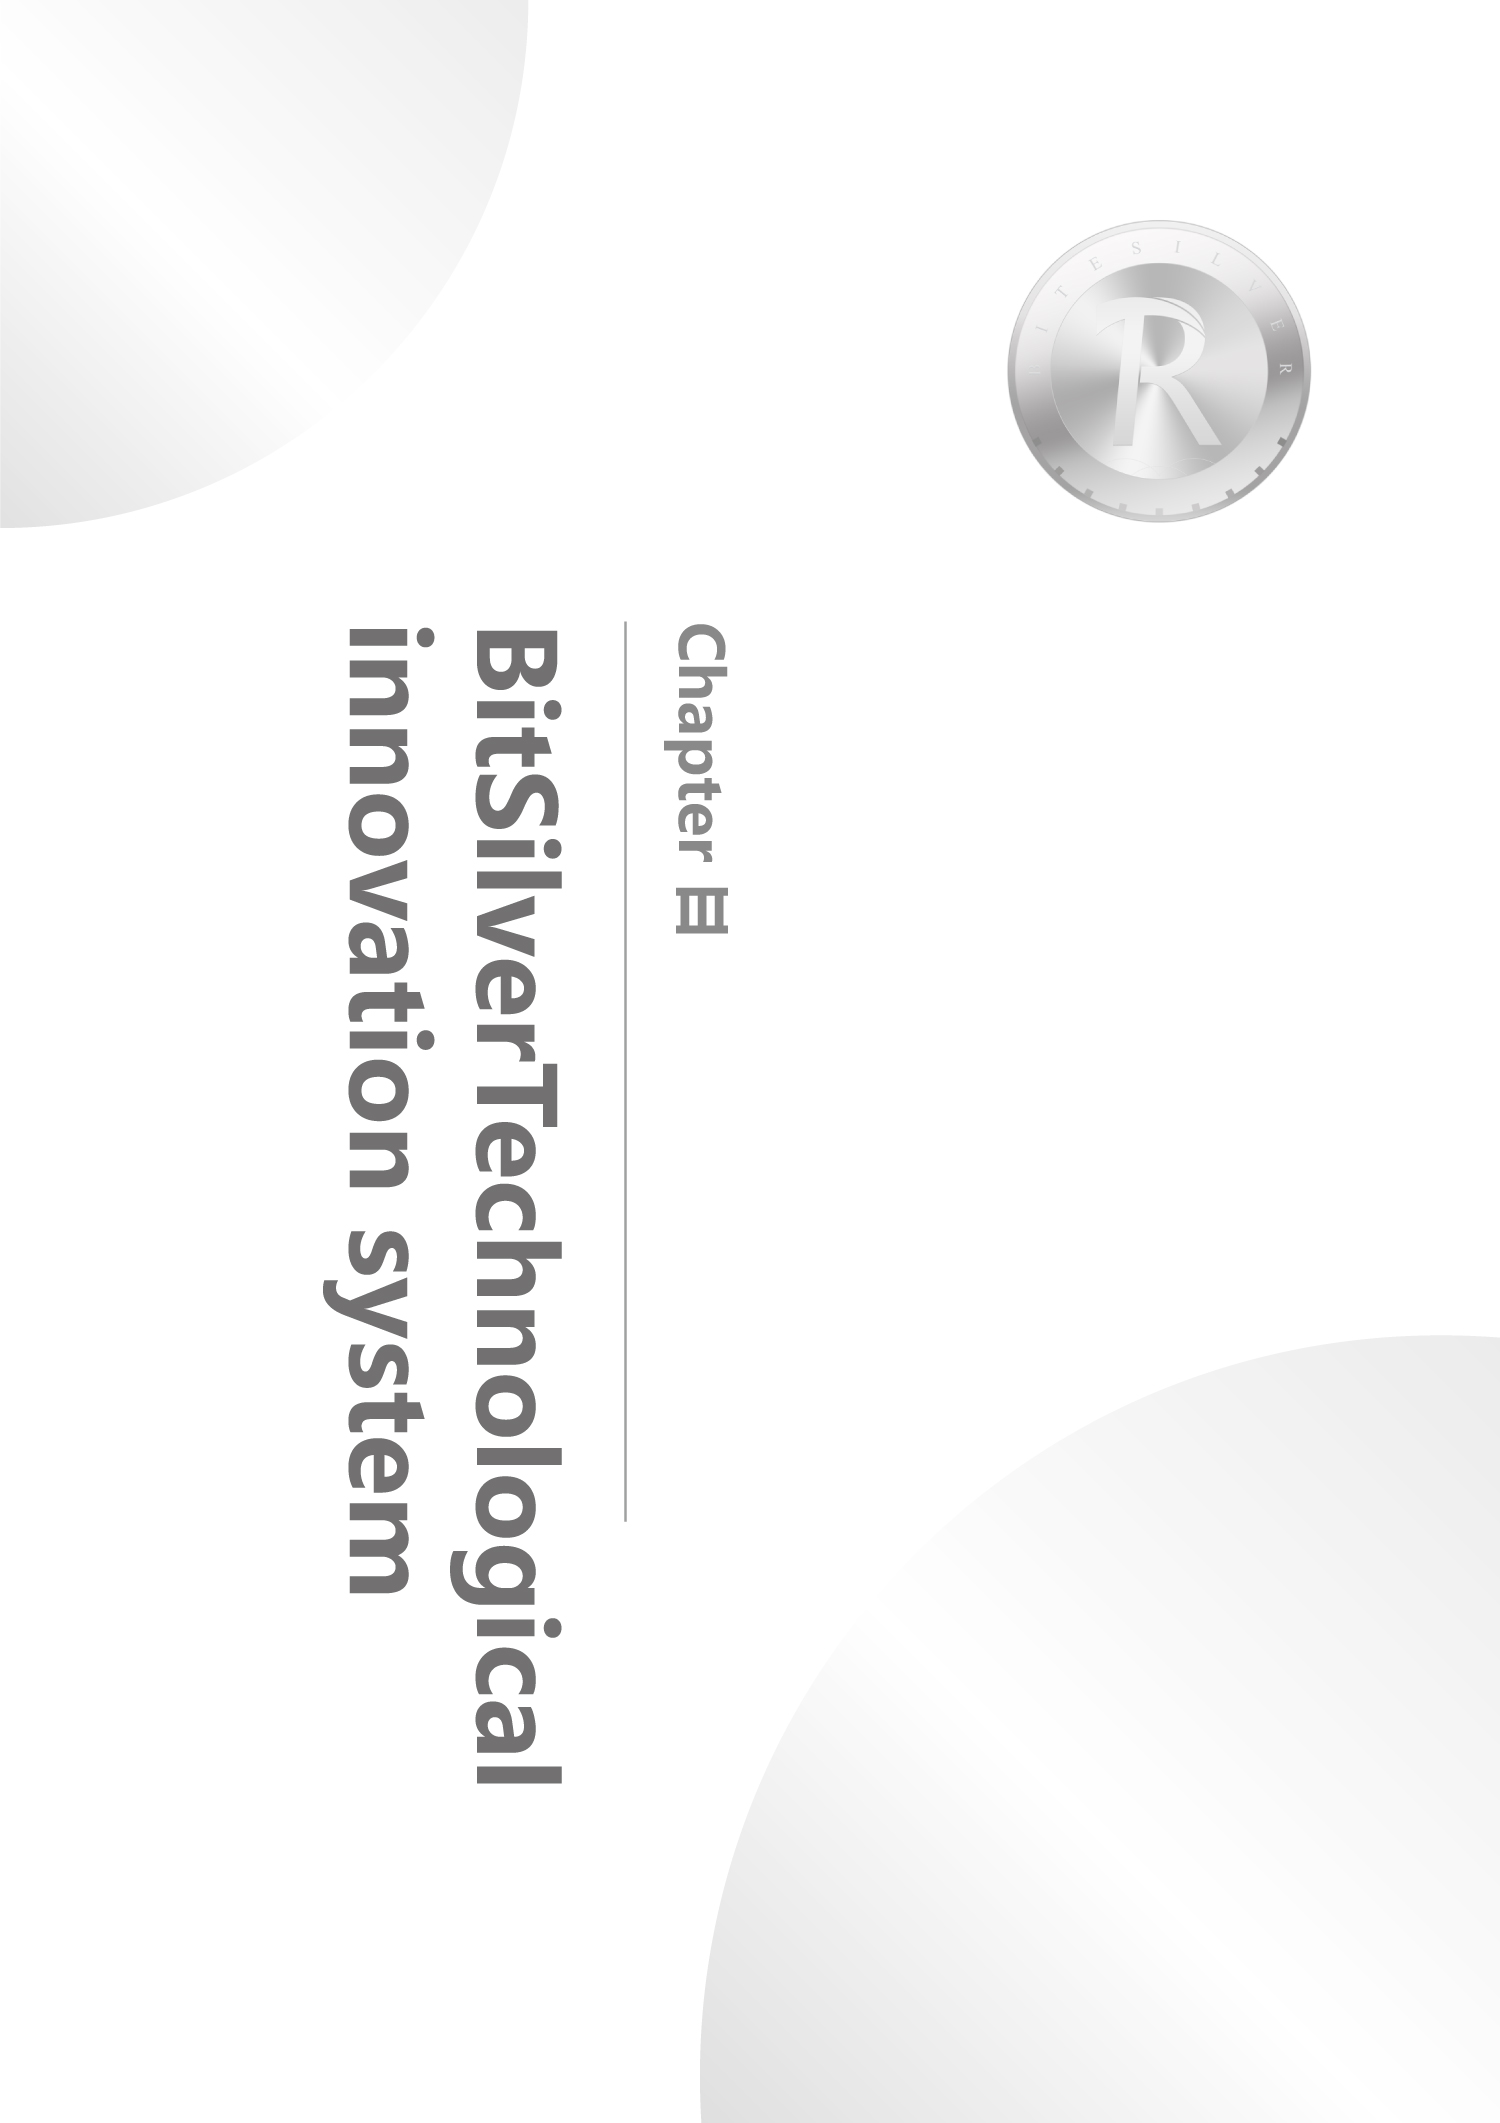 B I T E S I L V E R
R
Chapter Ⅲ
BitSilverTechnological
innovation system